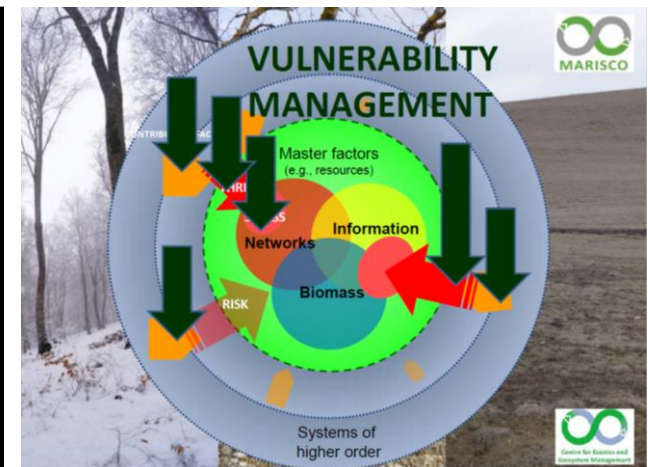 VULNERABILITY
MANAGEMENT
MARISCO
Master factors
(e.g., resources)
Information
Networks
Biomass
RISK
Systems of
higher order
Centre for Econics and
Ecosystem Management